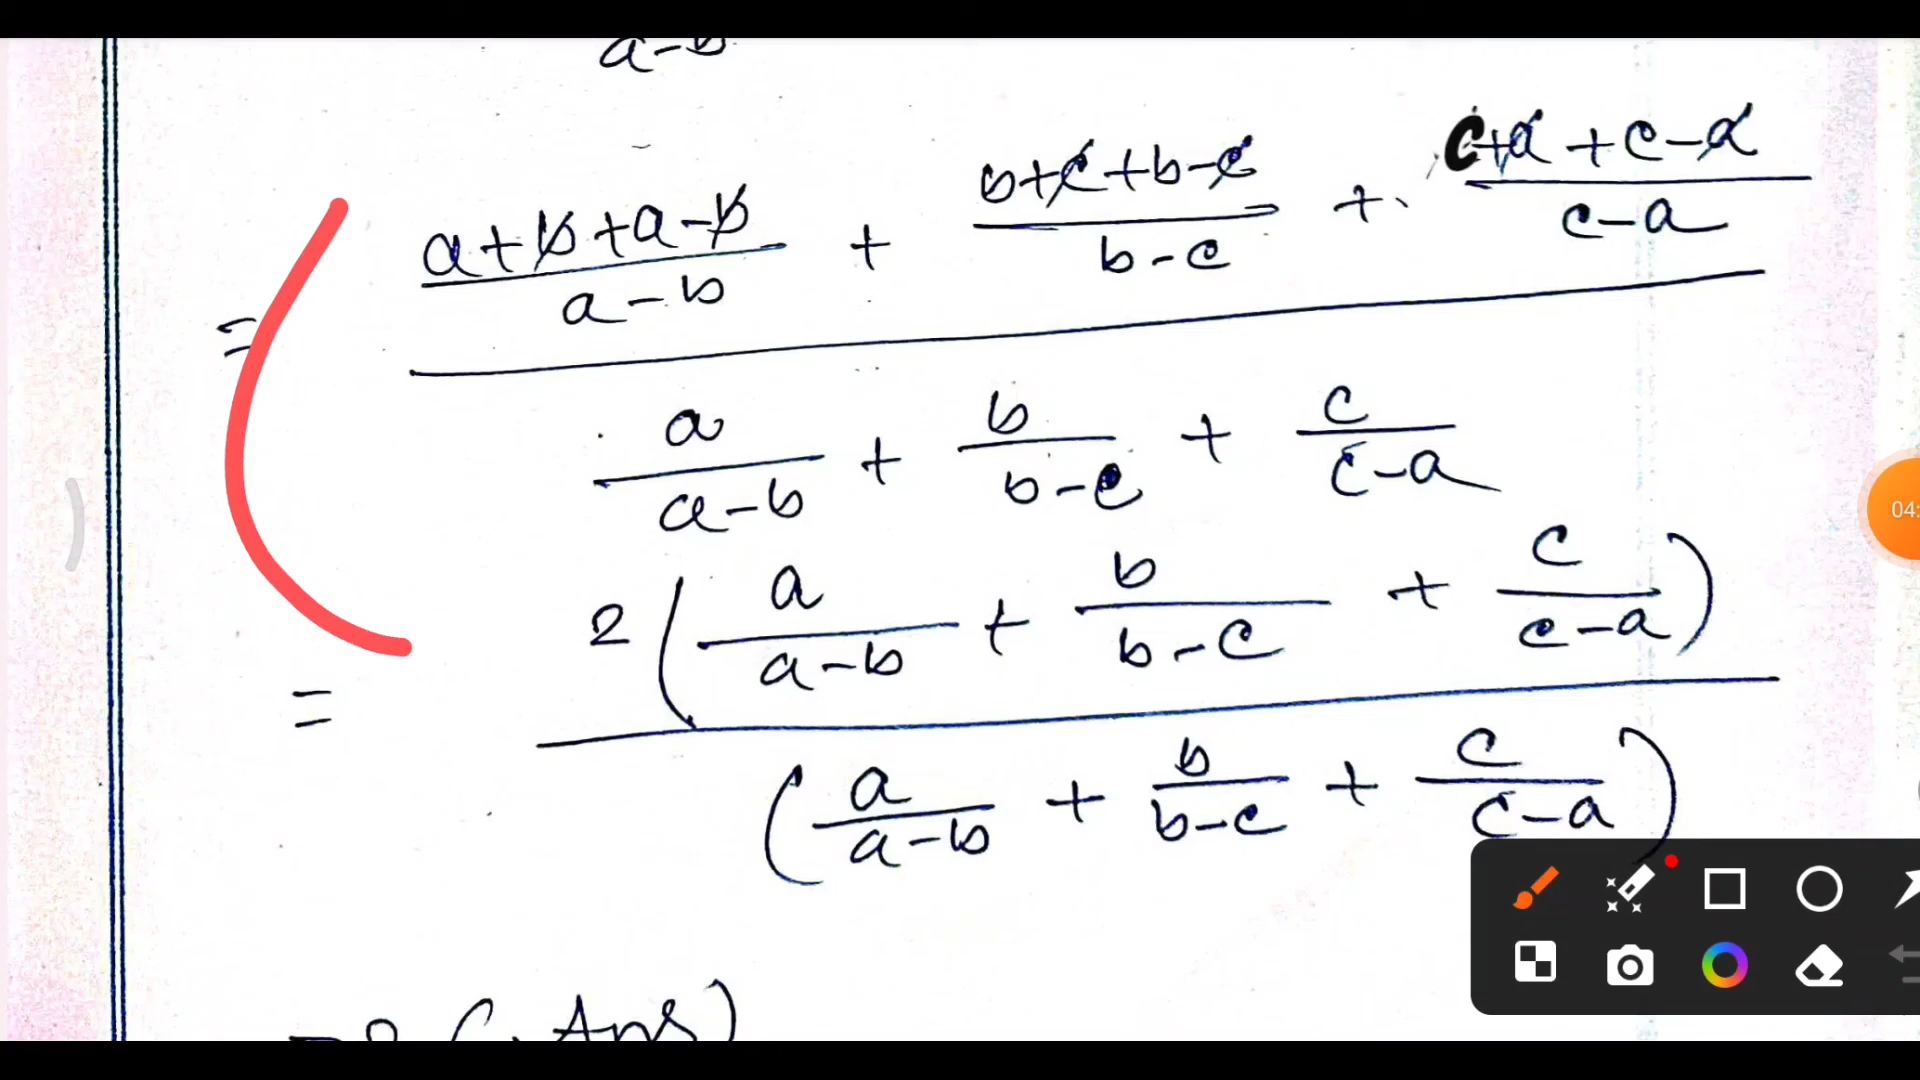 a-b
a+b+a-b + b+c+b-c + c+a+c-a
a-b b-c c-a
=
a + b + c
a-b b-c c-a
2(a + b + c)
a-b b-c c-a
=
(a + b + c)
a-b b-c c-a
04:
Ans)